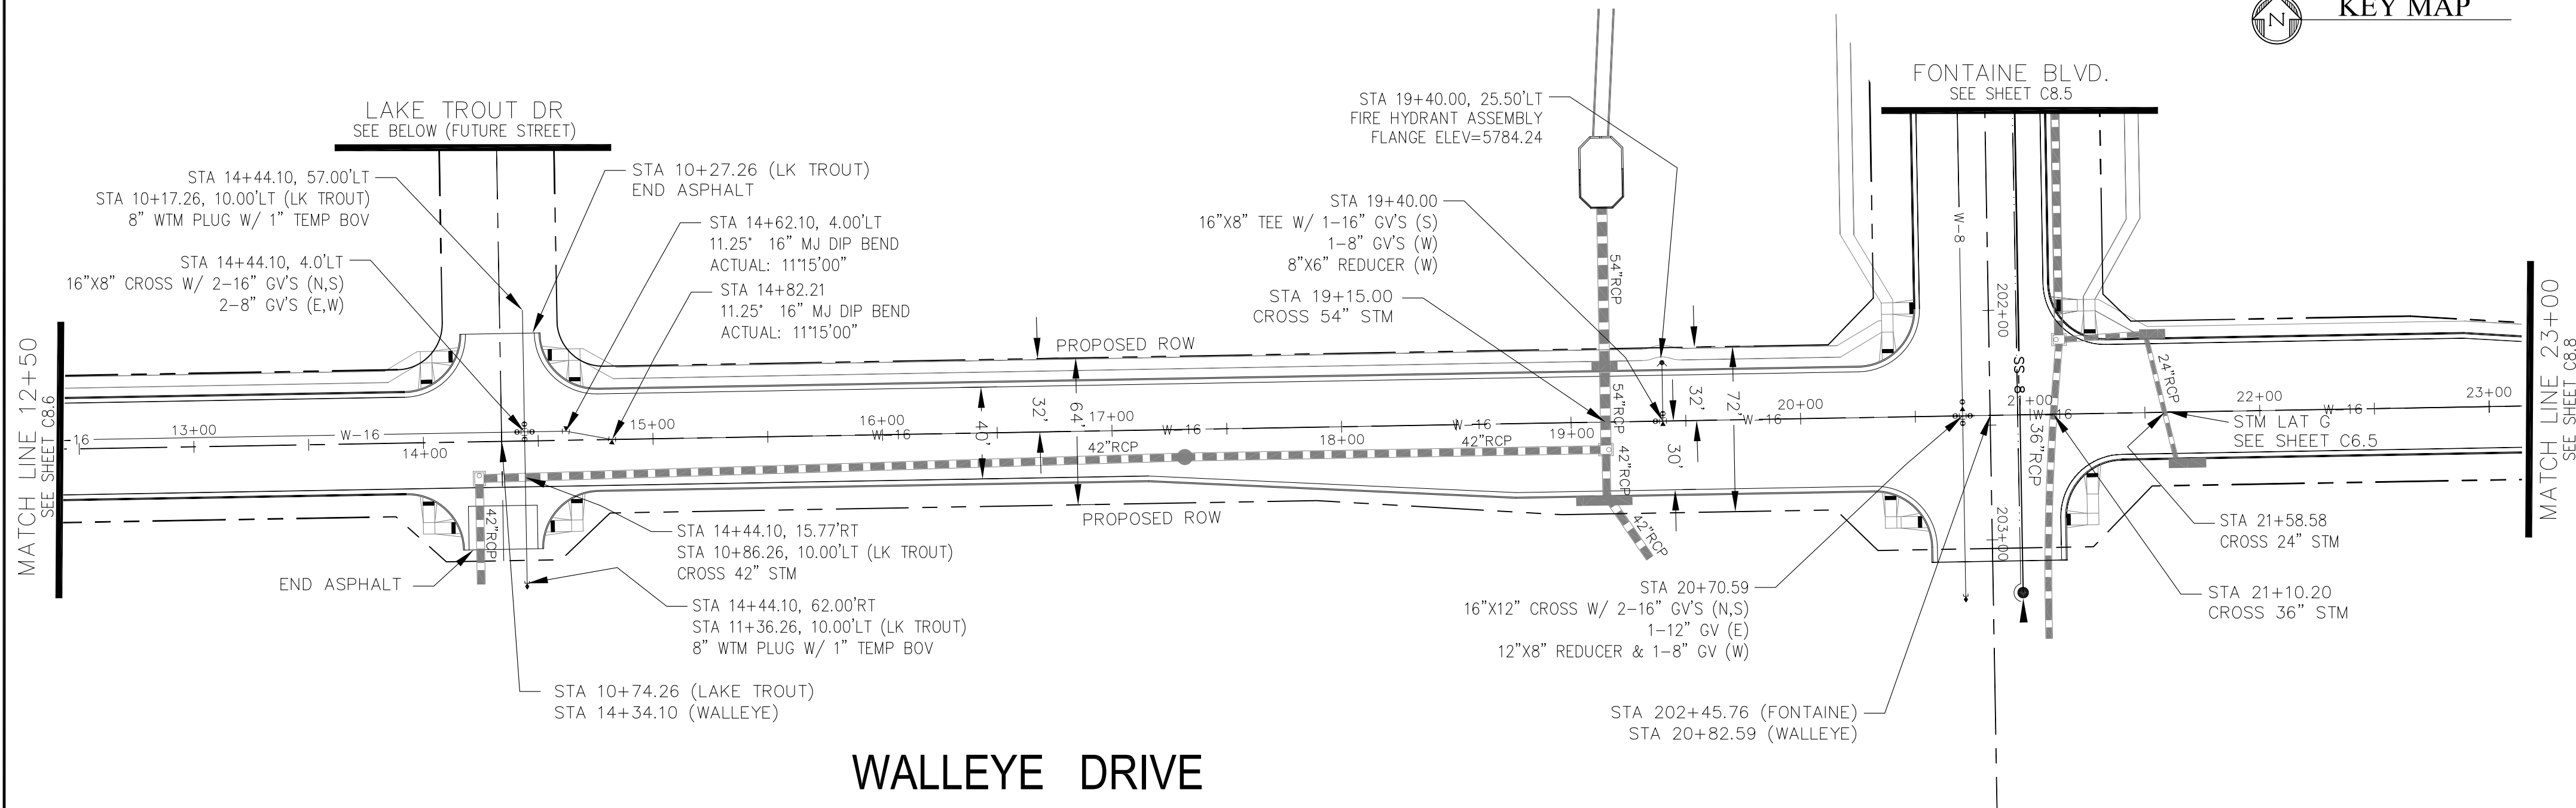 KEY MAP
N
FONTAINE BLVD.
SEE SHEET C8.5
LAKE TROUT DR
SEE BELOW (FUTURE STREET)
STA 19+40.00, 25.50'LT
FIRE HYDRANT ASSEMBLY
FLANGE ELEV=5784.24
STA 10+27.26 (LK TROUT)
END ASPHALT
STA 14+44.10, 57.00'LT
STA 10+17.26, 10.00'LT (LK TROUT)
8" WTM PLUG W/ 1" TEMP BOV
STA 14+62.10, 4.00'LT
11.25° 16" MJ DIP BEND
ACTUAL: 11°15'00"
STA 19+40.00
16"X8" TEE W/ 1-16" GV'S (S)
1-8" GV'S (W)
8"X6" REDUCER (W)
STA 14+44.10, 4.0'LT
16"X8" CROSS W/ 2-16" GV'S (N,S)
2-8" GV'S (E,W)
STA 14+82.21
11.25° 16" MJ DIP BEND
ACTUAL: 11°15'00"
STA 19+15.00
CROSS 54" STM
W-8
54"RCP
202+00
SS-8
PROPOSED ROW
MATCH LINE 12+50
SEE SHEET C8.6
MATCH LINE 23+00
SEE SHEET C8.8
24"RCP
54"RCP
32'
72'
32'
64'
40'
30'
16
13+00
W-16
14+00
15+00
16+00
W-16
17+00
W-16
18+00
W-16
19+00
W-16
20+00
21+00
W-16
22+00
W-16
23+00
42"RCP
42"RCP
42"RCP
36"RCP
STM LAT G
SEE SHEET C6.5
PROPOSED ROW
42"RCP
42"RCP
203+00
STA 14+44.10, 15.77'RT
STA 10+86.26, 10.00'LT (LK TROUT)
CROSS 42" STM
STA 21+58.58
CROSS 24" STM
END ASPHALT
STA 14+44.10, 62.00'RT
STA 11+36.26, 10.00'LT (LK TROUT)
8" WTM PLUG W/ 1" TEMP BOV
STA 20+70.59
16"X12" CROSS W/ 2-16" GV'S (N,S)
1-12" GV (E)
12"X8" REDUCER & 1-8" GV (W)
STA 21+10.20
CROSS 36" STM
STA 10+74.26 (LAKE TROUT)
STA 14+34.10 (WALLEYE)
STA 202+45.76 (FONTAINE)
STA 20+82.59 (WALLEYE)
WALLEYE DRIVE